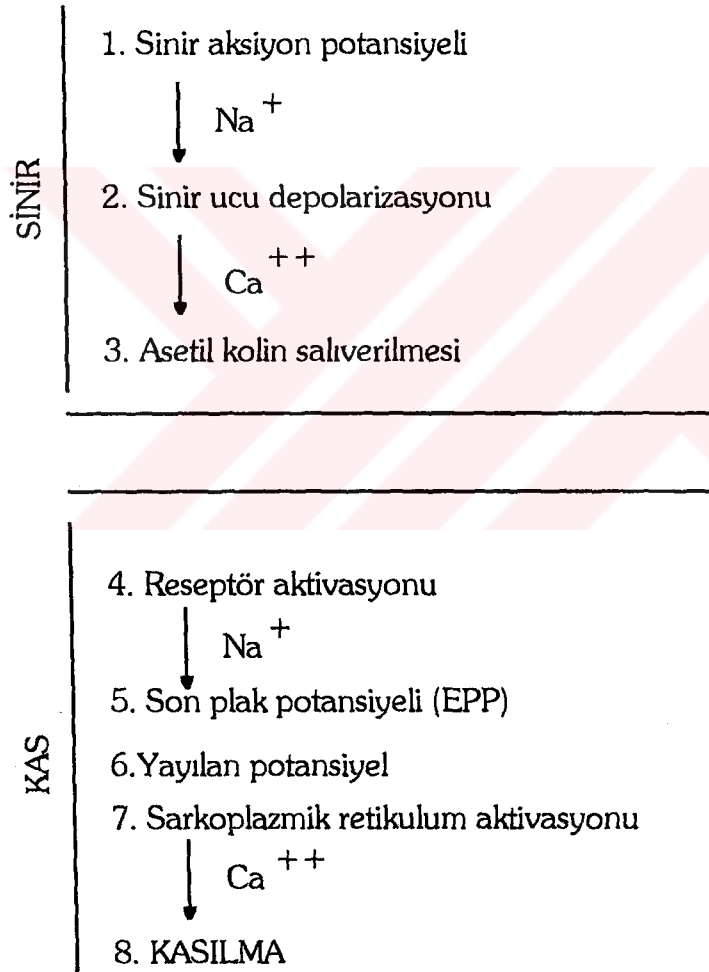 SİNİR
1. Sinir aksiyon potansiyeli
Na +
2. Sinir ucu depolarizasyonu
Ca ++
3. Asetil kolin salıverilmesi
KAS
4. Reseptör aktivasyonu
Na +
5. Son plak potansiyeli (EPP)
6.Yayılan potansiyel
7. Sarkoplazmik retikulum aktivasyonu
Ca ++
8. KASILMA